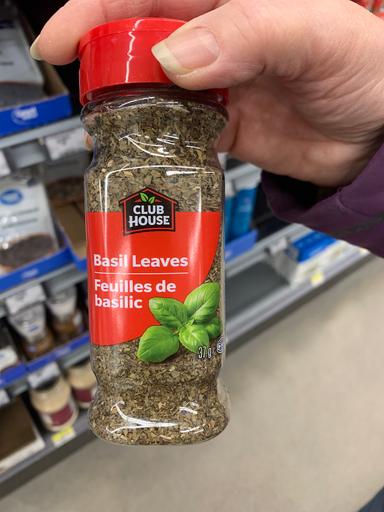 CLUB
HOUSE
Basil Leaves
Feuilles de
basilic
37 g